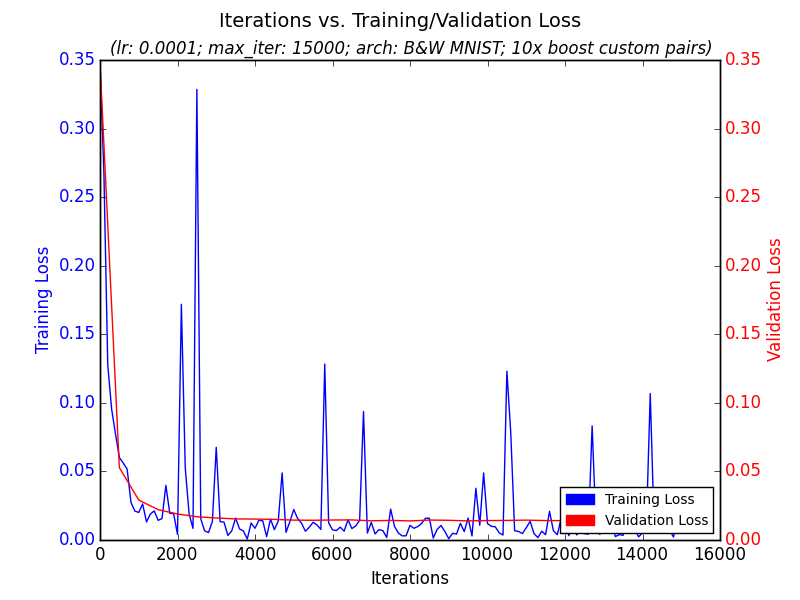 Iterations vs. Training/Validation Loss
(lr: 0.0001; max_iter: 15000; arch: B&W MNIST; 10x boost custom pairs)
0.35
0.30
0.25
0.20
0.15
0.10
0.05
0.00
Training Loss
0.35
0.30
0.25
0.20
0.15
0.10
0.05
0.00
Validation Loss
Training Loss
Validation Loss
0 2000 4000 6000 8000 10000 12000 14000 16000
Iterations